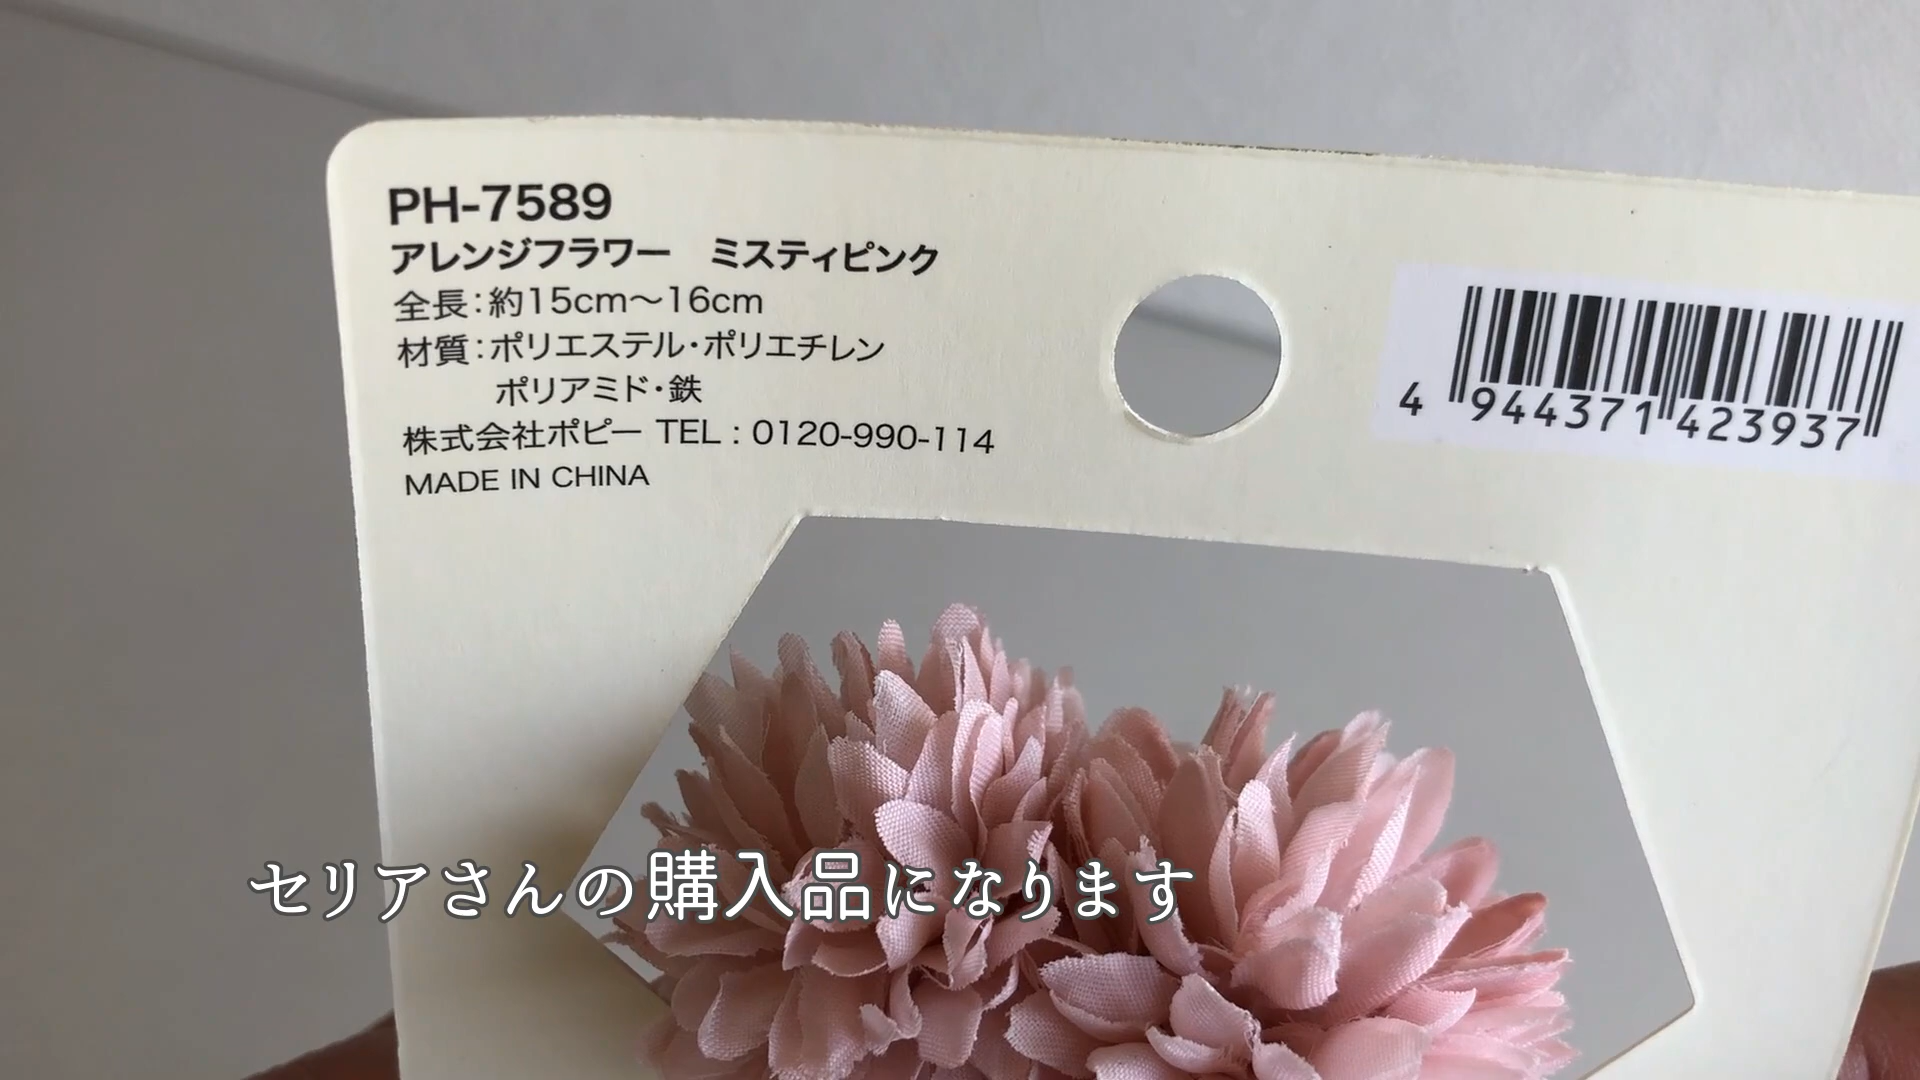 PH-7589
アレンジフラワー　ミスティピンク
全長：約15cm〜16cm
材質：ポリエステル・ポリエチレン
ポリアミド・鉄
株式会社ポピー TEL : 0120-990-114
MADE IN CHINA
4 944371 423937
セリアさんの購入品になります